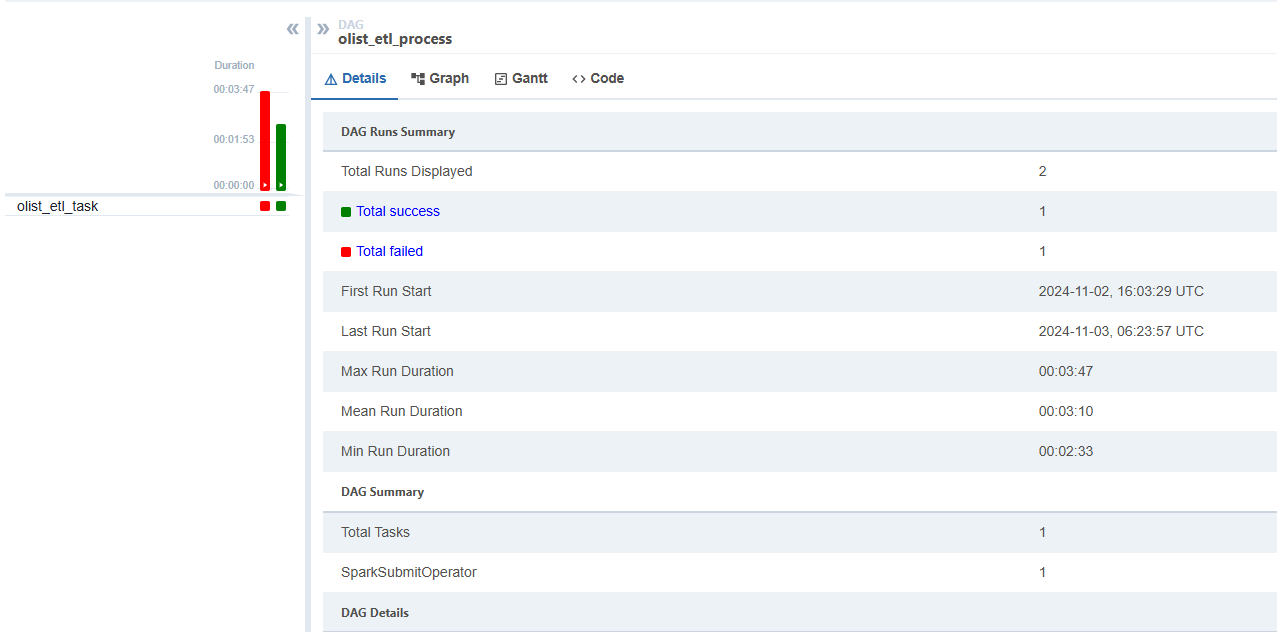 «
Duration
00:03:47
00:01:53
00:00:00
olist_etl_task
» DAG
olist_etl_process
Details Graph Gantt <> Code
DAG Runs Summary
Total Runs Displayed 2
Total success 1
Total failed 1
First Run Start 2024-11-02, 16:03:29 UTC
Last Run Start 2024-11-03, 06:23:57 UTC
Max Run Duration 00:03:47
Mean Run Duration 00:03:10
Min Run Duration 00:02:33
DAG Summary
Total Tasks 1
SparkSubmitOperator 1
DAG Details